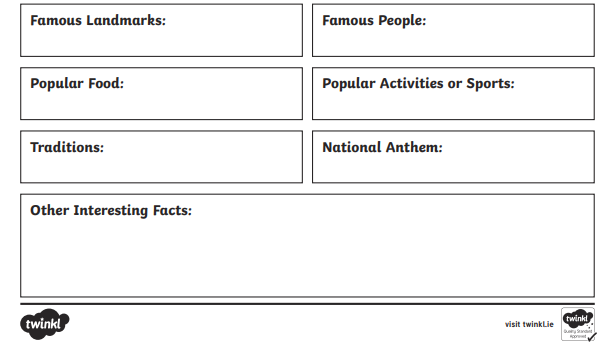 Famous Landmarks:
Famous People:
Popular Food:
Popular Activities or Sports:
Traditions:
National Anthem:
Other Interesting Facts:
twinkl
visit twinkl.ie
twinkl
Quality Standard
Approved